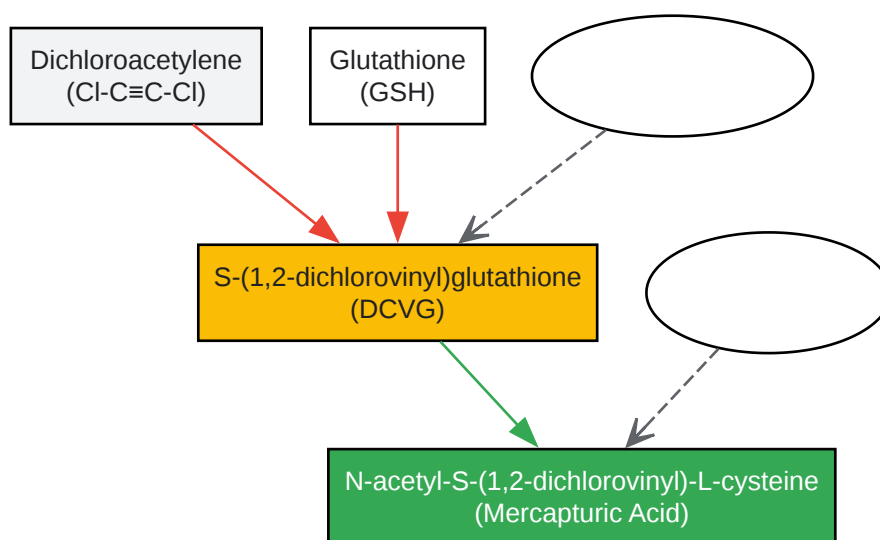 Dichloroacetylene
(Cl-C≡C-Cl)
Glutathione
(GSH)
S-(1,2-dichlorovinyl)glutathione
(DCVG)
N-acetyl-S-(1,2-dichlorovinyl)-L-cysteine
(Mercapturic Acid)